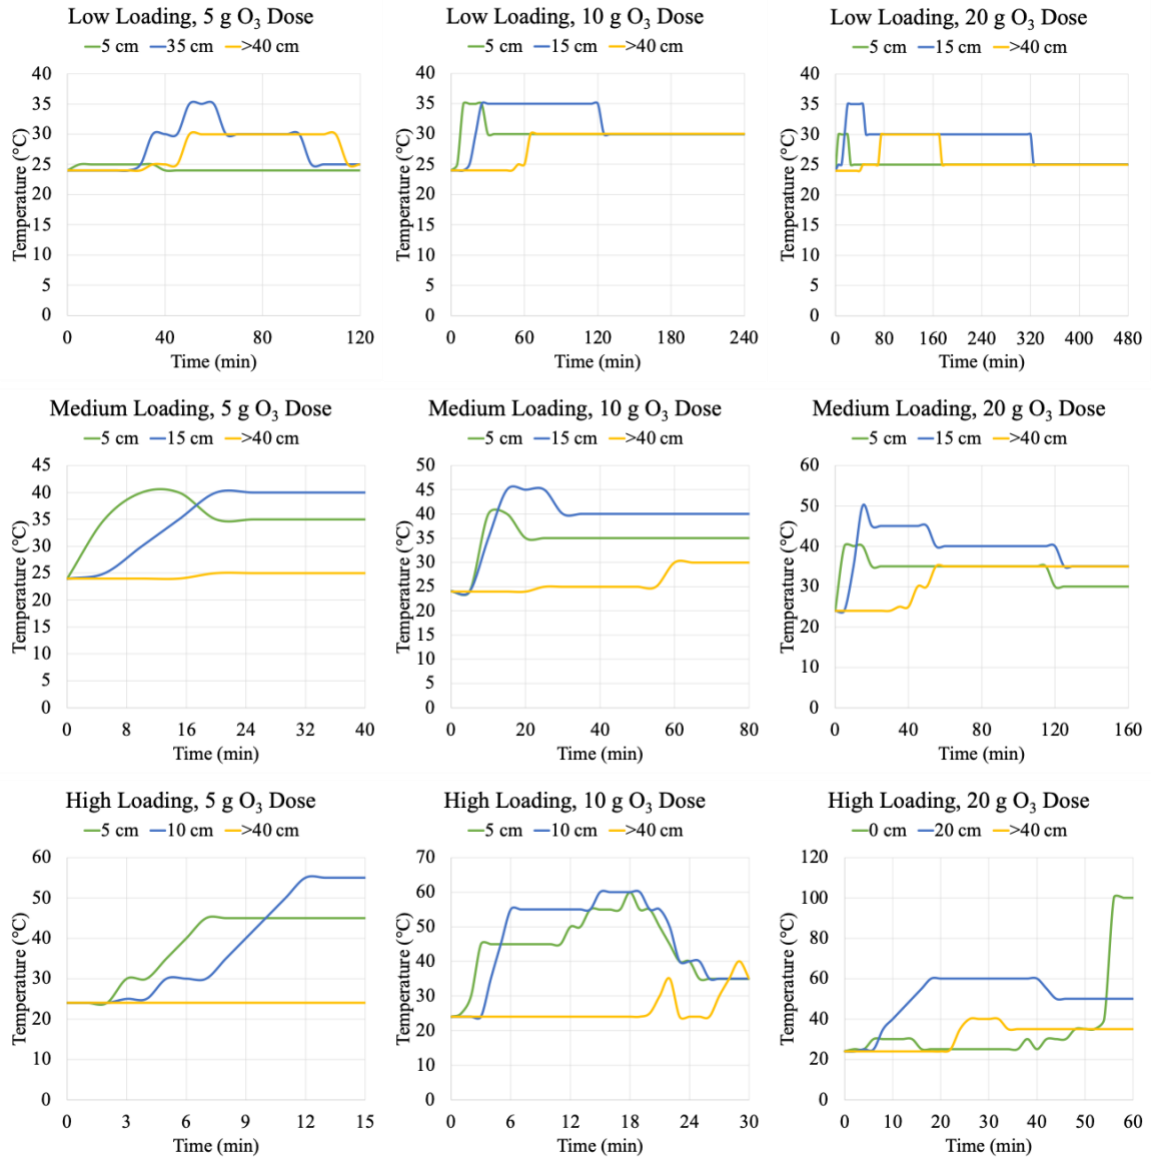 Low Loading, 5 g O₃ Dose
5 cm 35 cm >40 cm
Temperature (°C)
40
35
30
25
20
15
10
5
0
0 40 80 120
Time (min)
Low Loading, 10 g O₃ Dose
5 cm 15 cm >40 cm
Temperature (°C)
40
35
30
25
20
15
10
5
0
0 60 120 180 240
Time (min)
Low Loading, 20 g O₃ Dose
5 cm 15 cm >40 cm
Temperature (°C)
40
35
30
25
20
15
10
5
0
0 80 160 240 320 400 480
Time (min)
Medium Loading, 5 g O₃ Dose
5 cm 15 cm >40 cm
Temperature (°C)
45
40
35
30
25
20
15
10
5
0
0 8 16 24 32 40
Time (min)
Medium Loading, 10 g O₃ Dose
5 cm 15 cm >40 cm
Temperature (°C)
50
45
40
35
30
25
20
15
10
5
0
0 20 40 60 80
Time (min)
Medium Loading, 20 g O₃ Dose
5 cm 15 cm >40 cm
Temperature (°C)
60
50
40
30
20
10
0
0 40 80 120 160
Time (min)
High Loading, 5 g O₃ Dose
5 cm 10 cm >40 cm
Temperature (°C)
60
50
40
30
20
10
0
0 3 6 9 12 15
Time (min)
High Loading, 10 g O₃ Dose
5 cm 10 cm >40 cm
Temperature (°C)
70
60
50
40
30
20
10
0
0 6 12 18 24 30
Time (min)
High Loading, 20 g O₃ Dose
0 cm 20 cm >40 cm
Temperature (°C)
120
100
80
60
40
20
0
0 10 20 30 40 50 60
Time (min)